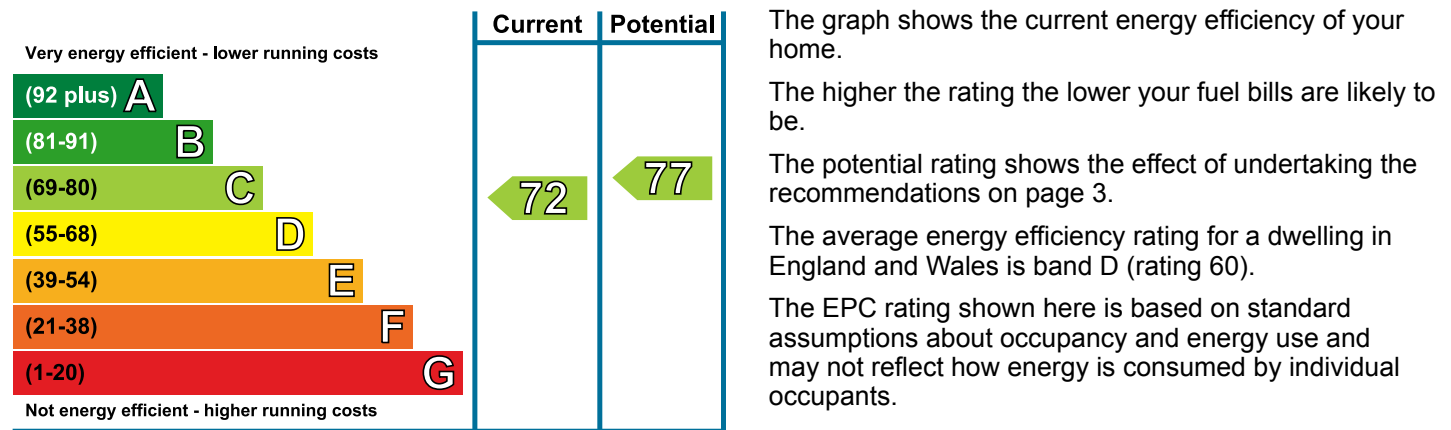 Current Potential
Very energy efficient - lower running costs
(92 plus) A
(81-91) B
(69-80) C
(55-68) D
(39-54) E
(21-38) F
(1-20) G
Not energy efficient - higher running costs
72
77
The graph shows the current energy efficiency of your
home.
The higher the rating the lower your fuel bills are likely to
be.
The potential rating shows the effect of undertaking the
recommendations on page 3.
The average energy efficiency rating for a dwelling in
England and Wales is band D (rating 60).
The EPC rating shown here is based on standard
assumptions about occupancy and energy use and
may not reflect how energy is consumed by individual
occupants.